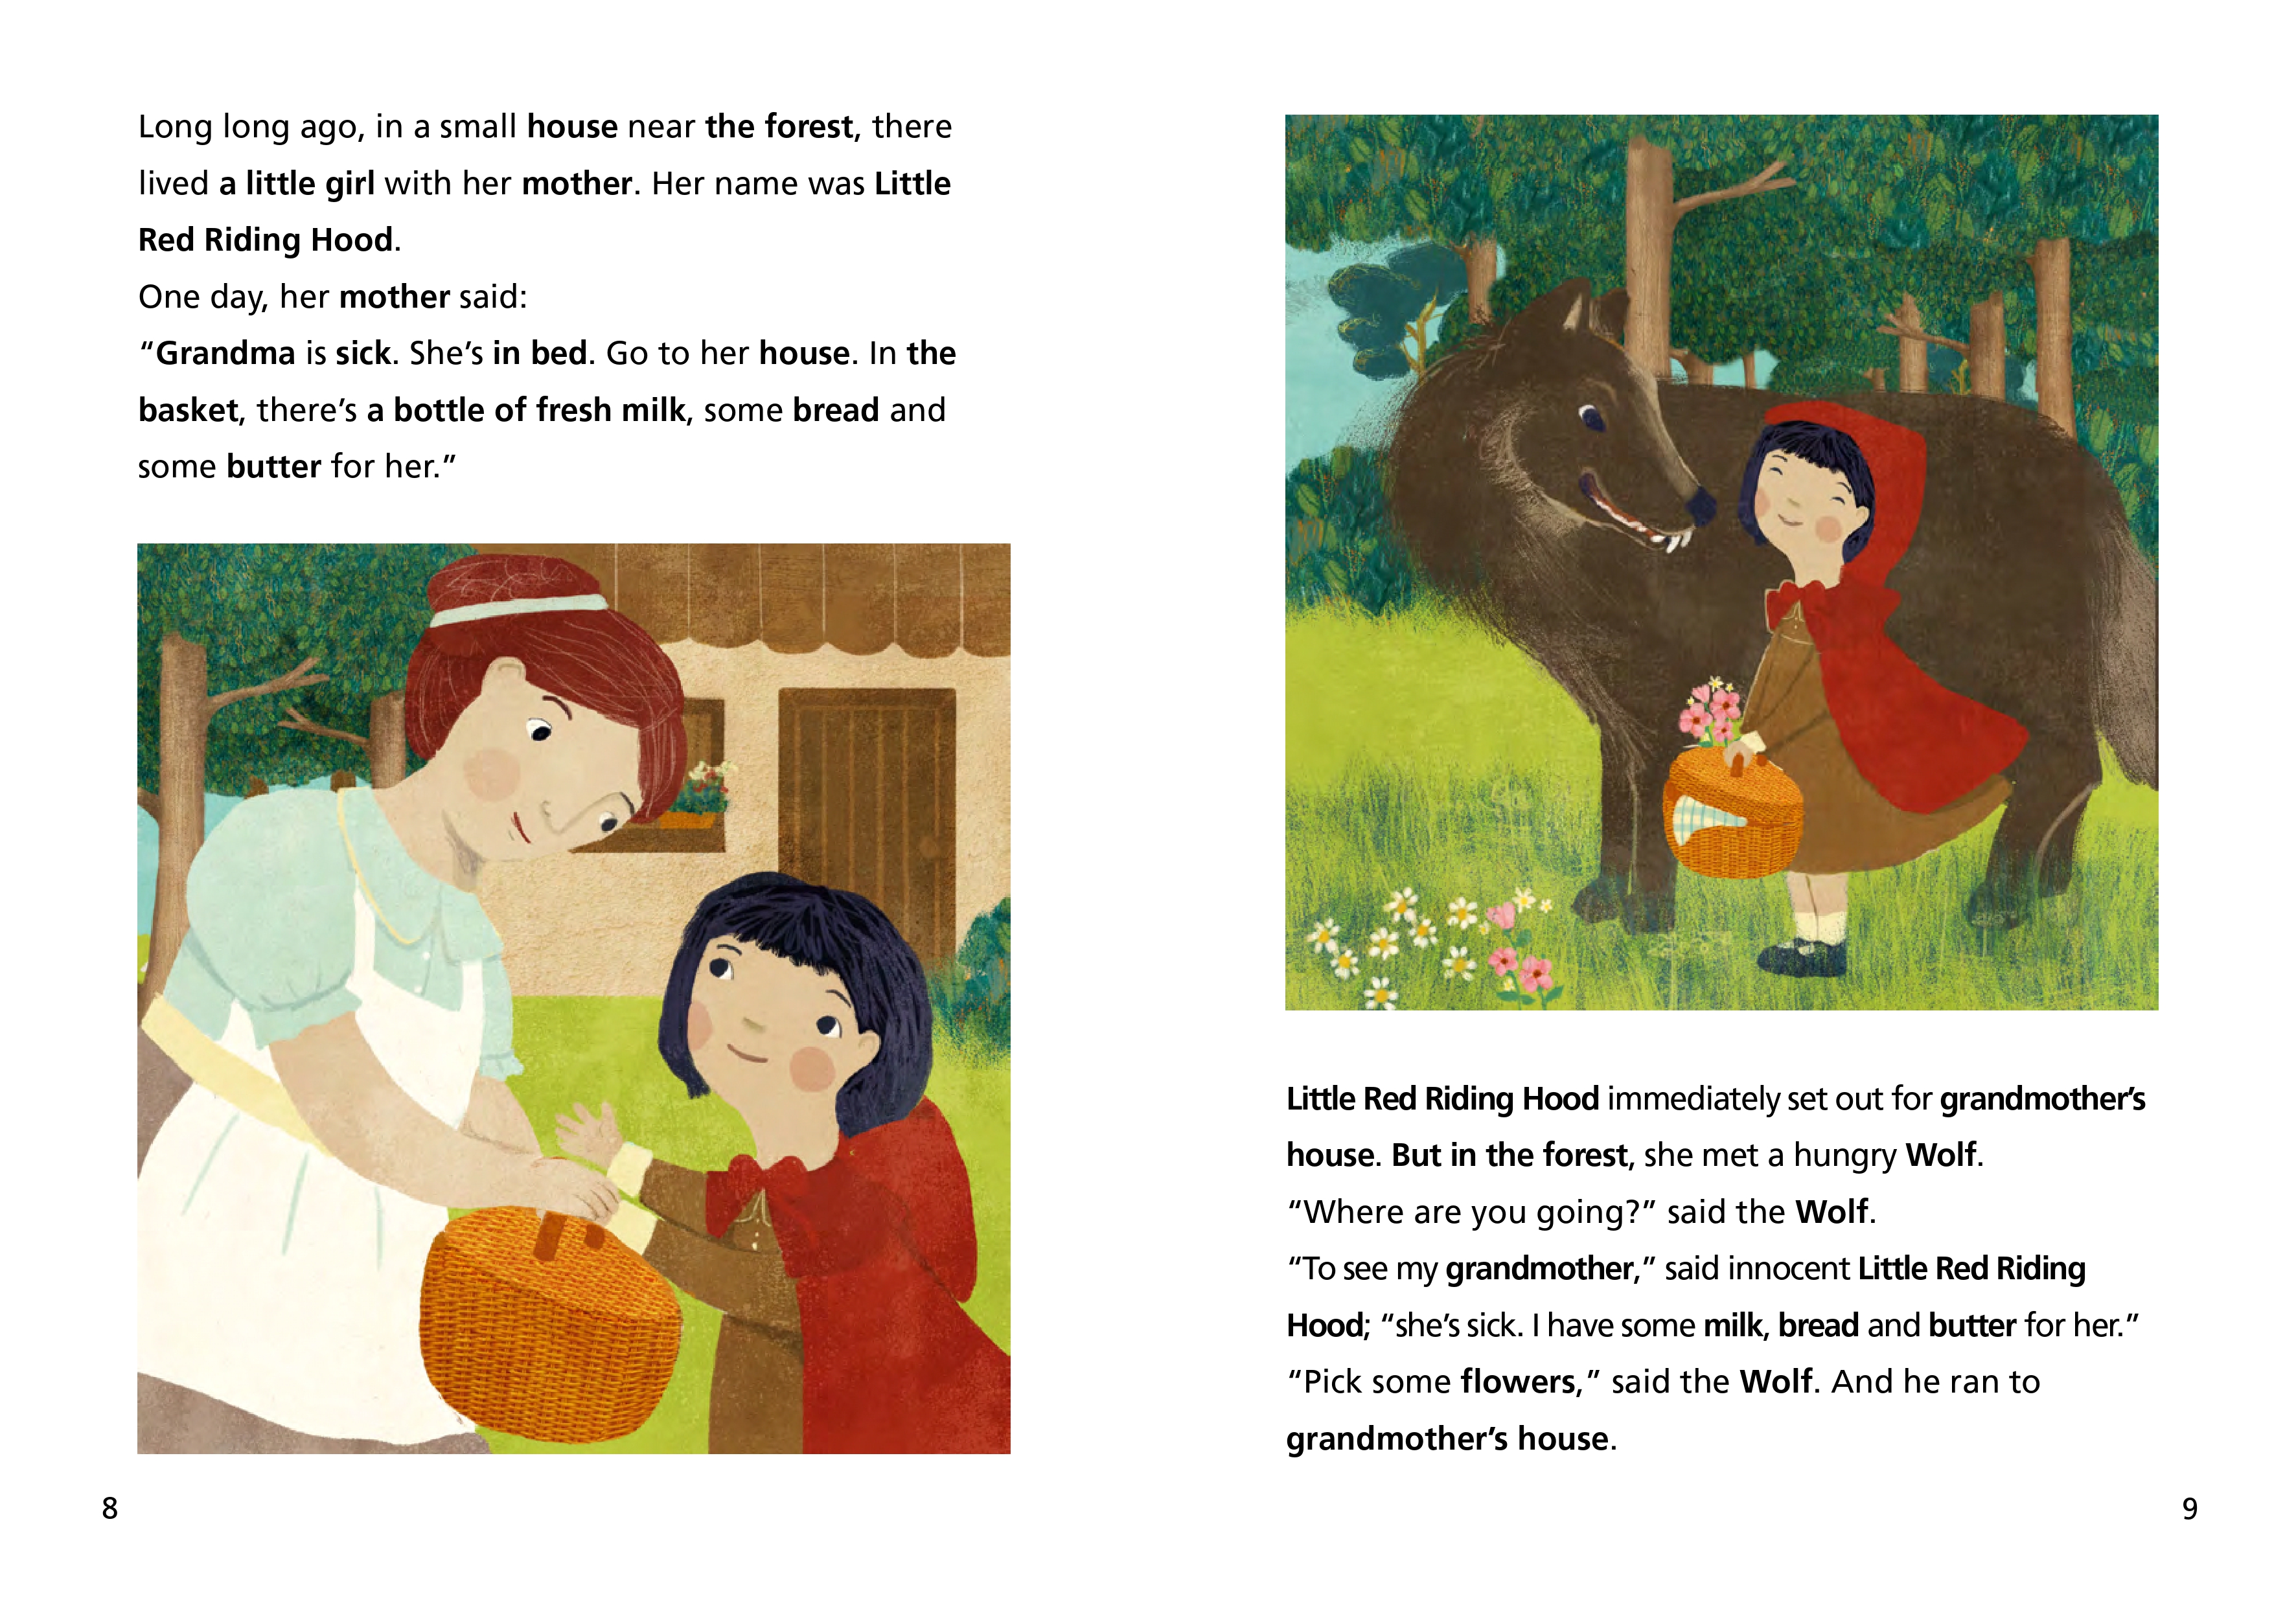 Long long ago, in a small house near the forest, there
lived a little girl with her mother. Her name was Little
Red Riding Hood.
One day, her mother said:
“Grandma is sick. She’s in bed. Go to her house. In the
basket, there’s a bottle of fresh milk, some bread and
some butter for her.”
8
Little Red Riding Hood immediately set out for grandmother’s
house. But in the forest, she met a hungry Wolf.
“Where are you going?” said the Wolf.
“To see my grandmother,” said innocent Little Red Riding
Hood; “she’s sick. I have some milk, bread and butter for her.”
“Pick some flowers,” said the Wolf. And he ran to
grandmother’s house.
9